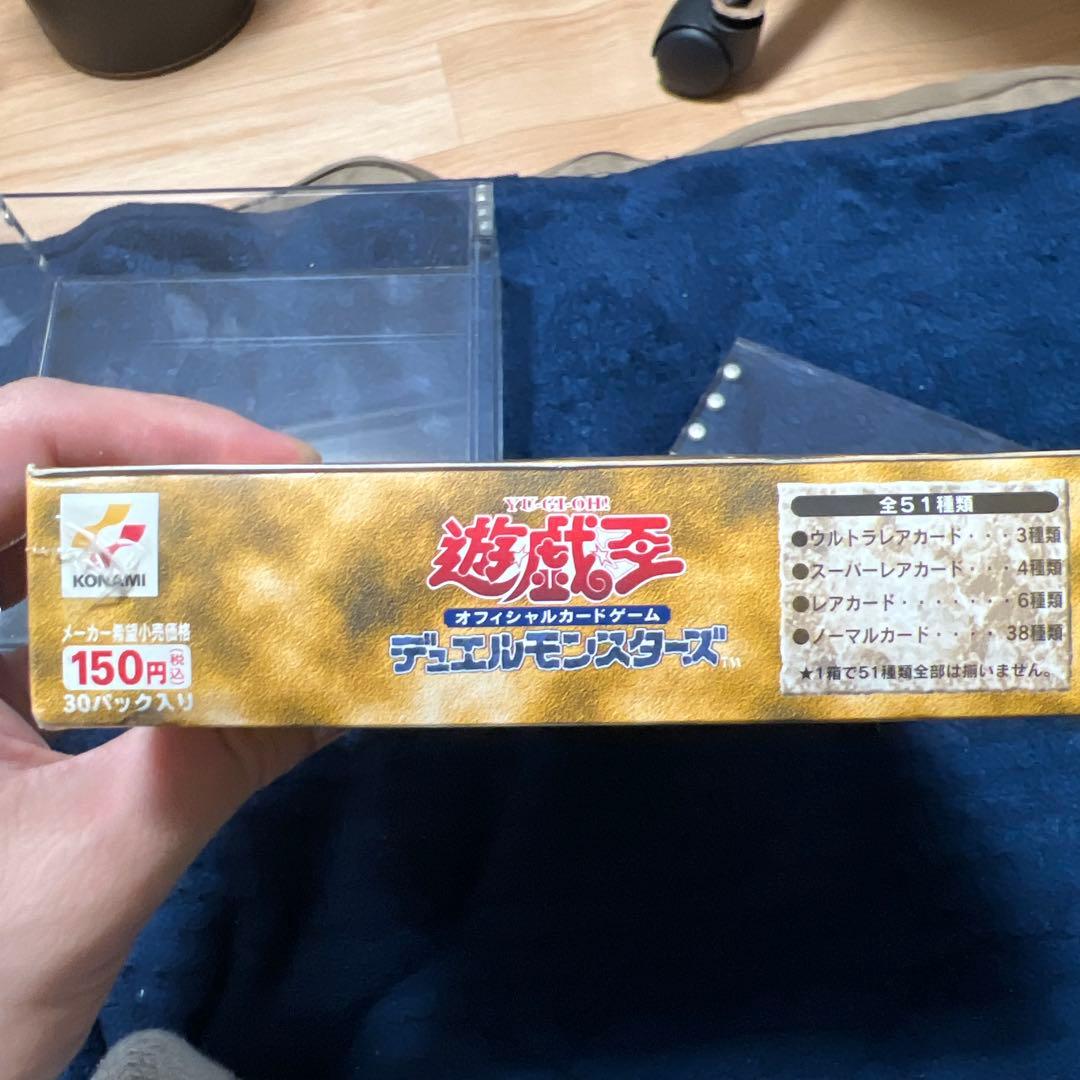 KONAMI
メーカー希望小売価格
150円(税込)
30パック入り
YU-GI-OH!
遊戯王
オフィシャルカードゲーム
デュエルモンスターズ™
全51種類
●ウルトラレアカード・・・3種類
●スーパーレアカード・・・4種類
●レアカード・・・・・・・6種類
●ノーマルカード・・・・38種類
★1箱で51種類全部は揃いません。